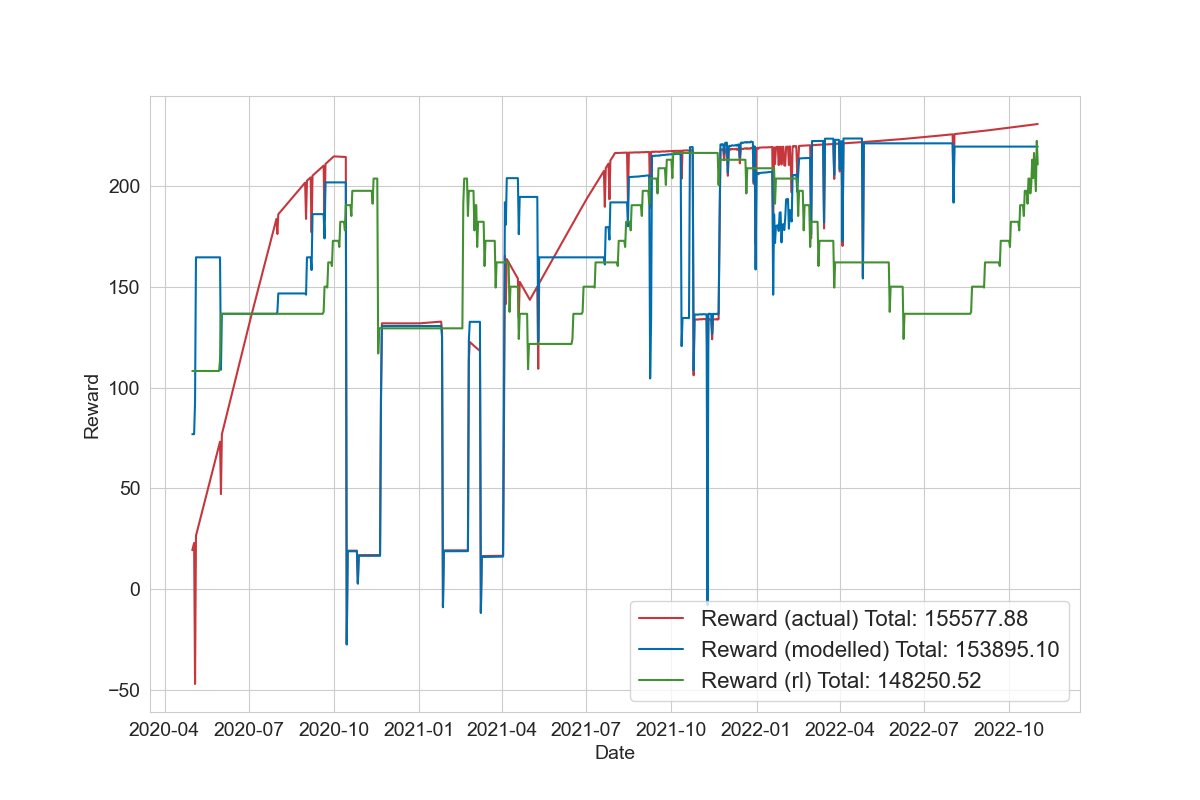 200
150
100
50
0
−50
Reward
2020-04 2020-07 2020-10 2021-01 2021-04 2021-07 2021-10 2022-01 2022-04 2022-07 2022-10
Date
Reward (actual) Total: 155577.88
Reward (modelled) Total: 153895.10
Reward (rl) Total: 148250.52